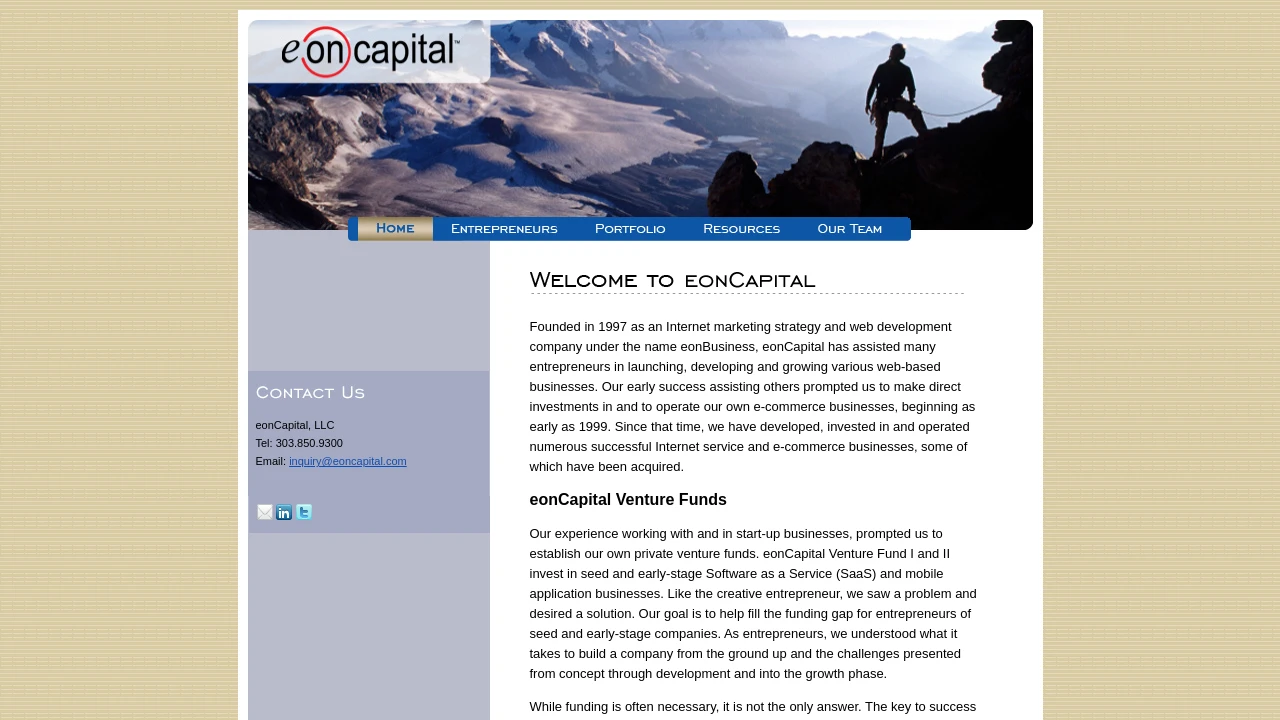 eoncapital™
Home Entrepreneurs Portfolio Resources Our Team
Contact Us
eonCapital, LLC
Tel: 303.850.9300
Email: inquiry@eoncapital.com
in t
Welcome to eonCapital
Founded in 1997 as an Internet marketing strategy and web development
company under the name eonBusiness, eonCapital has assisted many
entrepreneurs in launching, developing and growing various web-based
businesses. Our early success assisting others prompted us to make direct
investments in and to operate our own e-commerce businesses, beginning as
early as 1999. Since that time, we have developed, invested in and operated
numerous successful Internet service and e-commerce businesses, some of
which have been acquired.
eonCapital Venture Funds
Our experience working with and in start-up businesses, prompted us to
establish our own private venture funds. eonCapital Venture Fund I and II
invest in seed and early-stage Software as a Service (SaaS) and mobile
application businesses. Like the creative entrepreneur, we saw a problem and
desired a solution. Our goal is to help fill the funding gap for entrepreneurs of
seed and early-stage companies. As entrepreneurs, we understood what it
takes to build a company from the ground up and the challenges presented
from concept through development and into the growth phase.
While funding is often necessary, it is not the only answer. The key to success